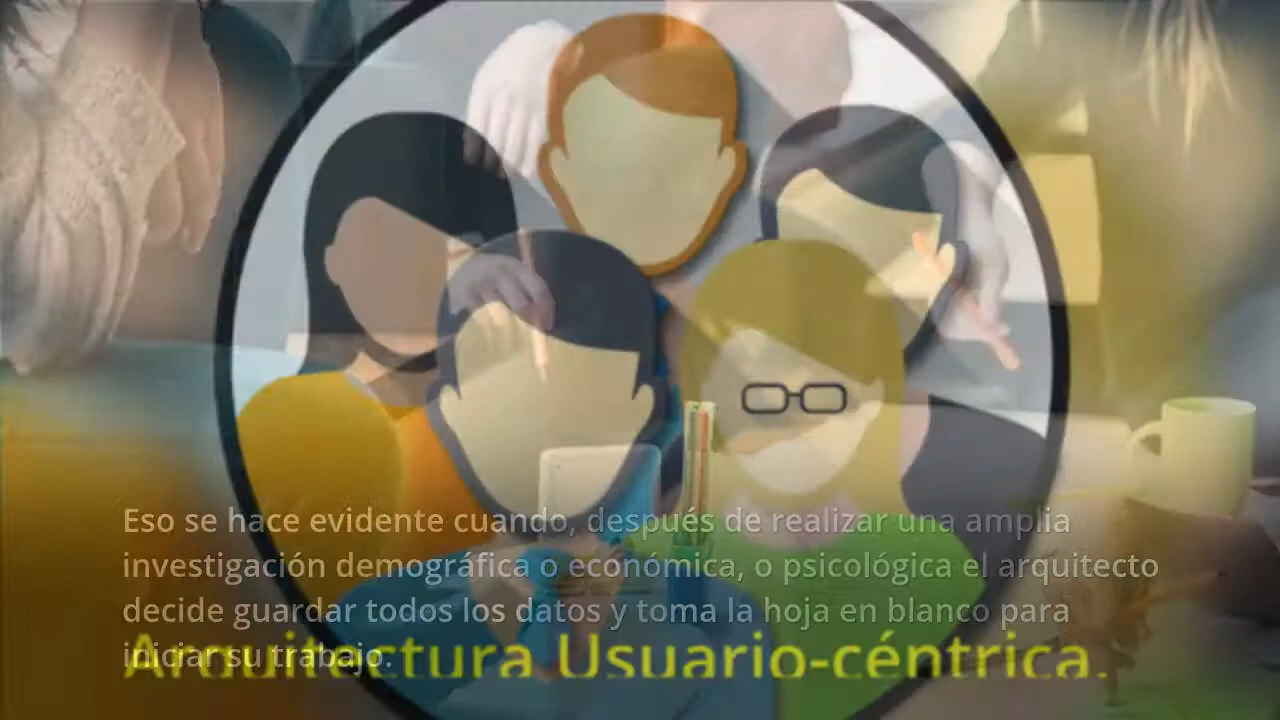 Eso se hace evidente cuando, después de realizar una amplia
investigación demográfica o económica, o psicológica el arquitecto
decide guardar todos los datos y toma la hoja en blanco para
iniciar su trabajo.
Arquitectura Usuario-céntrica.